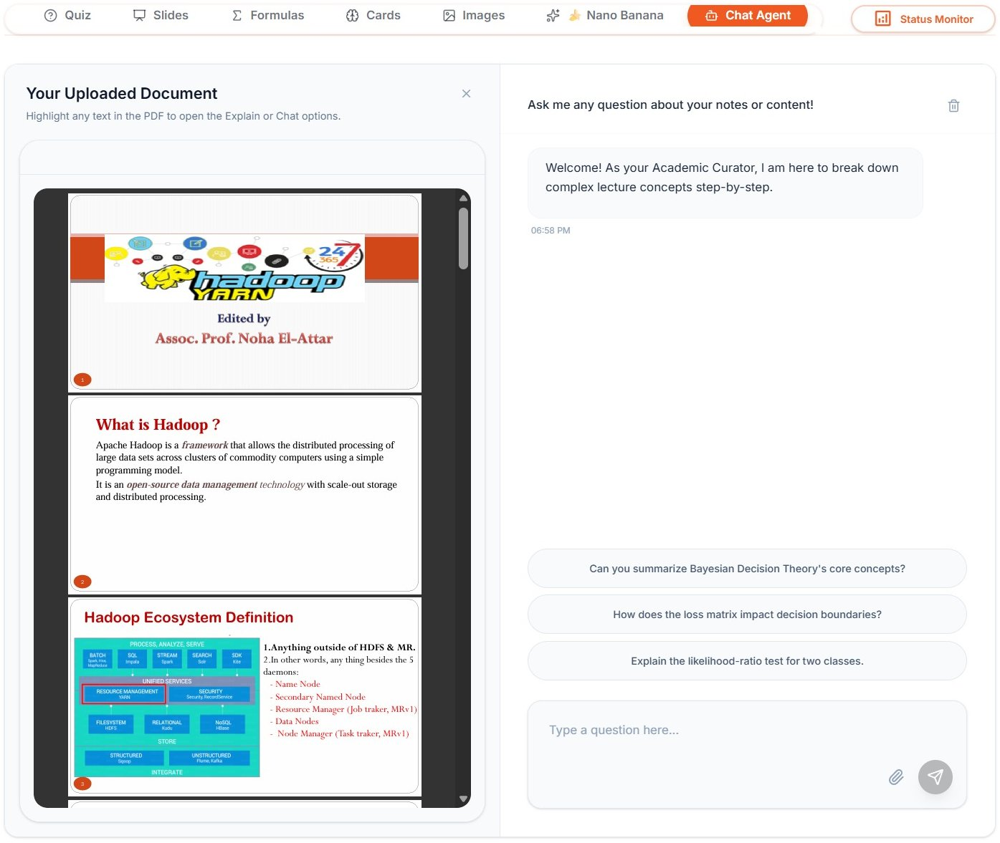 Quiz
Slides
Formulas
Cards
Images
Nano Banana
Chat Agent
Status Monitor
Your Uploaded Document
Highlight any text in the PDF to open the Explain or Chat options.
24/7
365
hadoop
YARN
Edited by
Assoc. Prof. Noha El-Attar
1
What is Hadoop ?
Apache Hadoop is a framework that allows the distributed processing of
large data sets across clusters of commodity computers using a simple
programming model.
It is an open-source data management technology with scale-out storage
and distributed processing.
2
Hadoop Ecosystem Definition
PROCESS, ANALYZE, SERVE
BATCH
Spark, Hive,
MapReduce
SQL
Impala
STREAM
Spark
SEARCH
Solr
SDK
Kite
UNIFIED SERVICES
RESOURCE MANAGEMENT
YARN
SECURITY
Security, RecordService
FILESYSTEM
HDFS
RELATIONAL
Kudu
NoSQL
HBase
STORE
STRUCTURED
Sqoop
UNSTRUCTURED
Flume, Kafka
INTEGRATE
1.Anything outside of HDFS & MR.
2.In other words, any thing besides the 5
daemons:
- Name Node
- Secondary Named Node
- Resource Manager (Job traker, MRv1)
- Data Nodes
- Node Manager (Task traker, MRv1)
3
Ask me any question about your notes or content!
Welcome! As your Academic Curator, I am here to break down
complex lecture concepts step-by-step.
06:58 PM
Can you summarize Bayesian Decision Theory's core concepts?
How does the loss matrix impact decision boundaries?
Explain the likelihood-ratio test for two classes.
Type a question here...